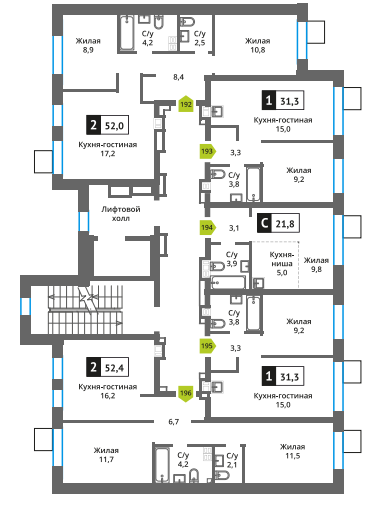 Жилая
8,9
С/у
4,2
С/у
2,5
Жилая
10,8
8,4
192
2 52,0
Кухня-гостиная
17,2
1 31,3
Кухня-гостиная
15,0
193
3,3
С/у
3,8
Жилая
9,2
Лифтовой
холл
194
3,1
С 21,8
С/у
3,9
Кухня-
ниша
5,0
Жилая
9,8
С/у
3,8
Жилая
9,2
195
3,3
2 52,4
Кухня-гостиная
16,2
1 31,3
Кухня-гостиная
15,0
196
6,7
Жилая
11,7
С/у
4,2
С/у
2,1
Жилая
11,5